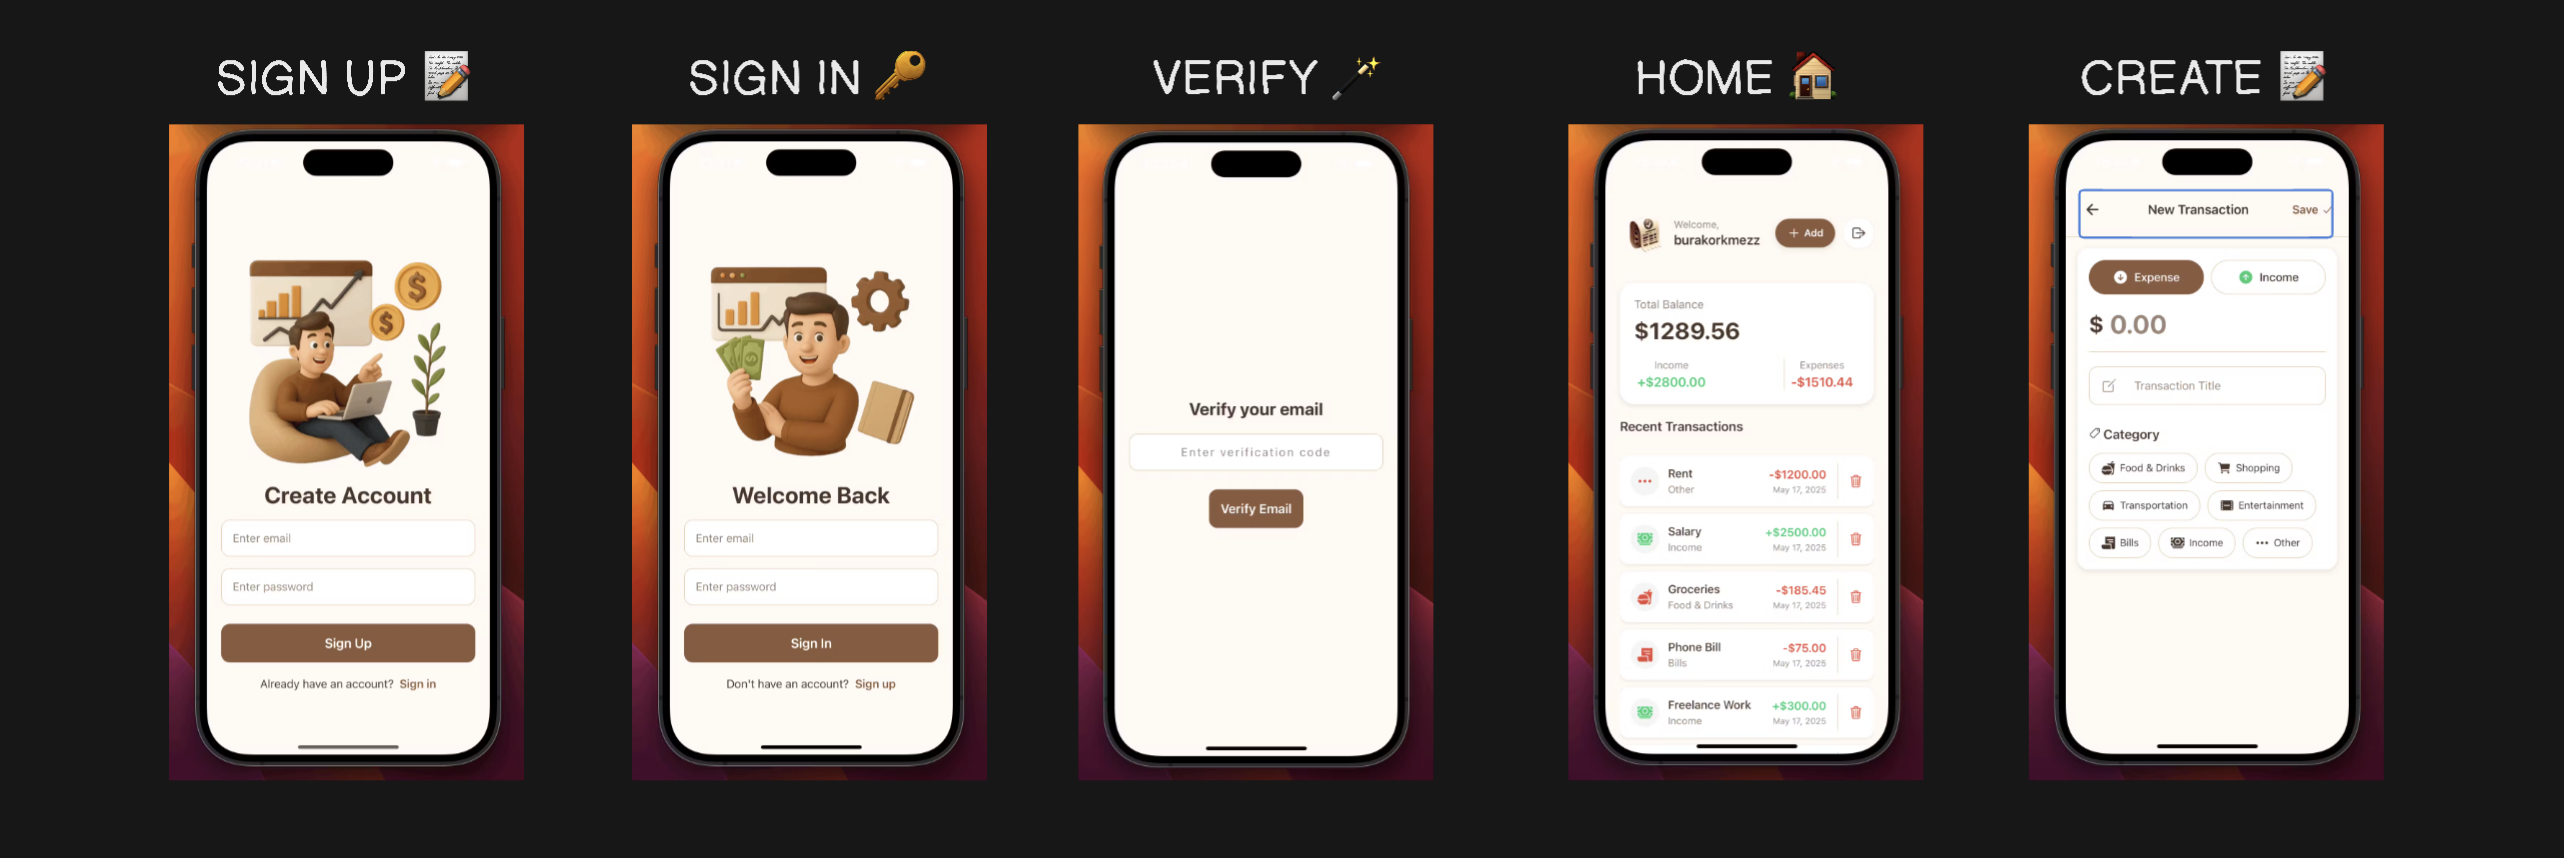 SIGN UP
SIGN IN
VERIFY
HOME
CREATE
Create Account
Enter email
Enter password
Sign Up
Already have an account? Sign in
Welcome Back
Enter email
Enter password
Sign In
Don't have an account? Sign up
Verify your email
Enter verification code
Verify Email
Welcome,
burakorkmezz
+ Add
Total Balance
$1289.56
Income
+$2800.00
Expenses
-$1510.44
Recent Transactions
Rent
Other
-$1200.00
May 17, 2025
Salary
Income
+$2500.00
May 17, 2025
Groceries
Food & Drinks
-$185.45
May 17, 2025
Phone Bill
Bills
-$75.00
May 17, 2025
Freelance Work
Income
+$300.00
May 17, 2025
New Transaction
Save
Expense
Income
$ 0.00
Transaction Title
Category
Food & Drinks
Shopping
Transportation
Entertainment
Bills
Income
Other